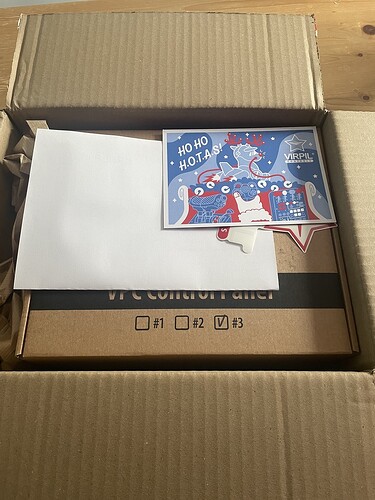 HO HO
H.O.T.A.S!
VIRPIL
VPC Control Panel
#1 #2 #3